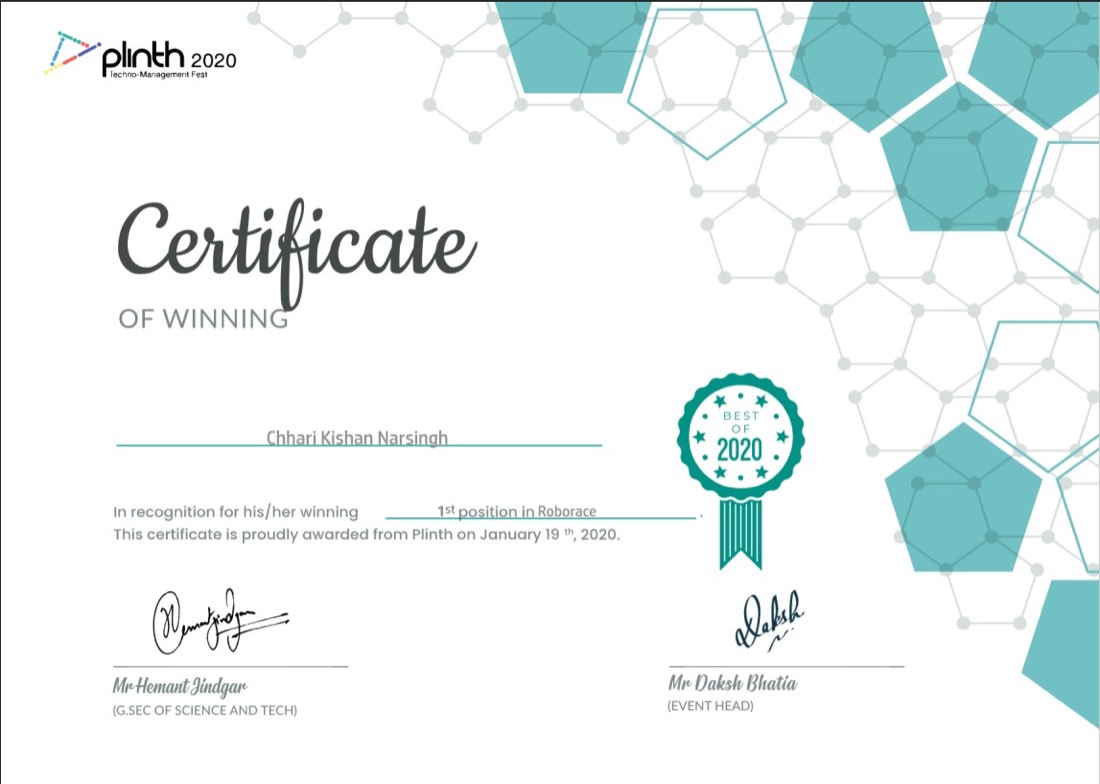 plinth 2020
Techno-Management Fest
Certificate
OF WINNING
Chhari Kishan Narsingh
BEST
OF
2020
In recognition for his/her winning 1st position in Roborace.
This certificate is proudly awarded from Plinth on January 19 th, 2020.
Hemantjindgar
Daksh
Mr Hemant Jindgar
(G.SEC OF SCIENCE AND TECH)
Mr Daksh Bhatia
(EVENT HEAD)